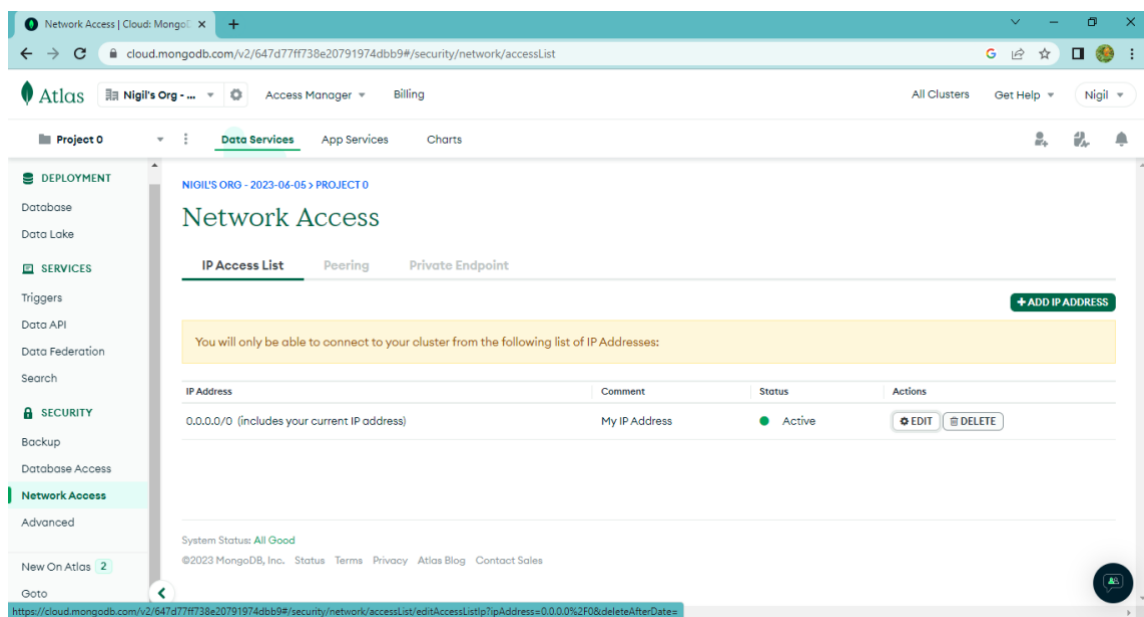 Network Access | Cloud: MongoD
cloud.mongodb.com/v2/647d77ff738e20791974dbb9#/security/network/accessList
Atlas Nigil's Org - ... Access Manager Billing All Clusters Get Help Nigil
Project 0 Data Services App Services Charts
DEPLOYMENT
Database
Data Lake
SERVICES
Triggers
Data API
Data Federation
Search
SECURITY
Backup
Database Access
Network Access
Advanced
New On Atlas 2
Goto
NIGIL'S ORG - 2023-06-05 > PROJECT 0
Network Access
IP Access List Peering Private Endpoint
+ ADD IP ADDRESS
You will only be able to connect to your cluster from the following list of IP Addresses:
IP Address Comment Status Actions
0.0.0.0/0 (includes your current IP address) My IP Address Active EDIT DELETE
System Status: All Good
©2023 MongoDB, Inc. Status Terms Privacy Atlas Blog Contact Sales
https://cloud.mongodb.com/v2/647d77ff738e20791974dbb9#/security/network/accessList/editAccessListIp?ipAddress=0.0.0.0%2F0&deleteAfterDate=